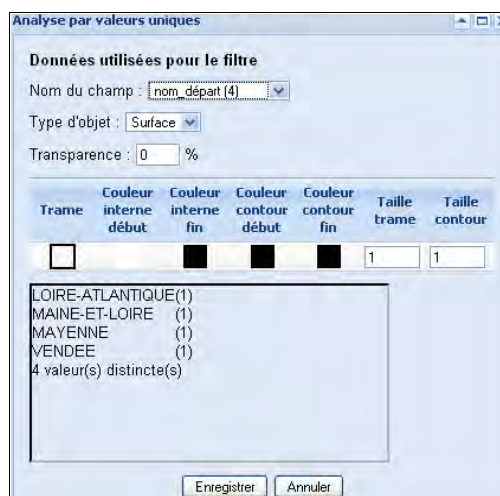 Analyse par valeurs uniques
Données utilisées pour le filtre
Nom du champ : nom_départ (4)
Type d'objet : Surface
Transparence : 0 %
Trame Couleur interne début Couleur interne fin Couleur contour début Couleur contour fin Taille trame Taille contour
1 1
LOIRE-ATLANTIQUE(1)
MAINE-ET-LOIRE (1)
MAYENNE (1)
VENDEE (1)
4 valeur(s) distincte(s)
Enregistrer Annuler